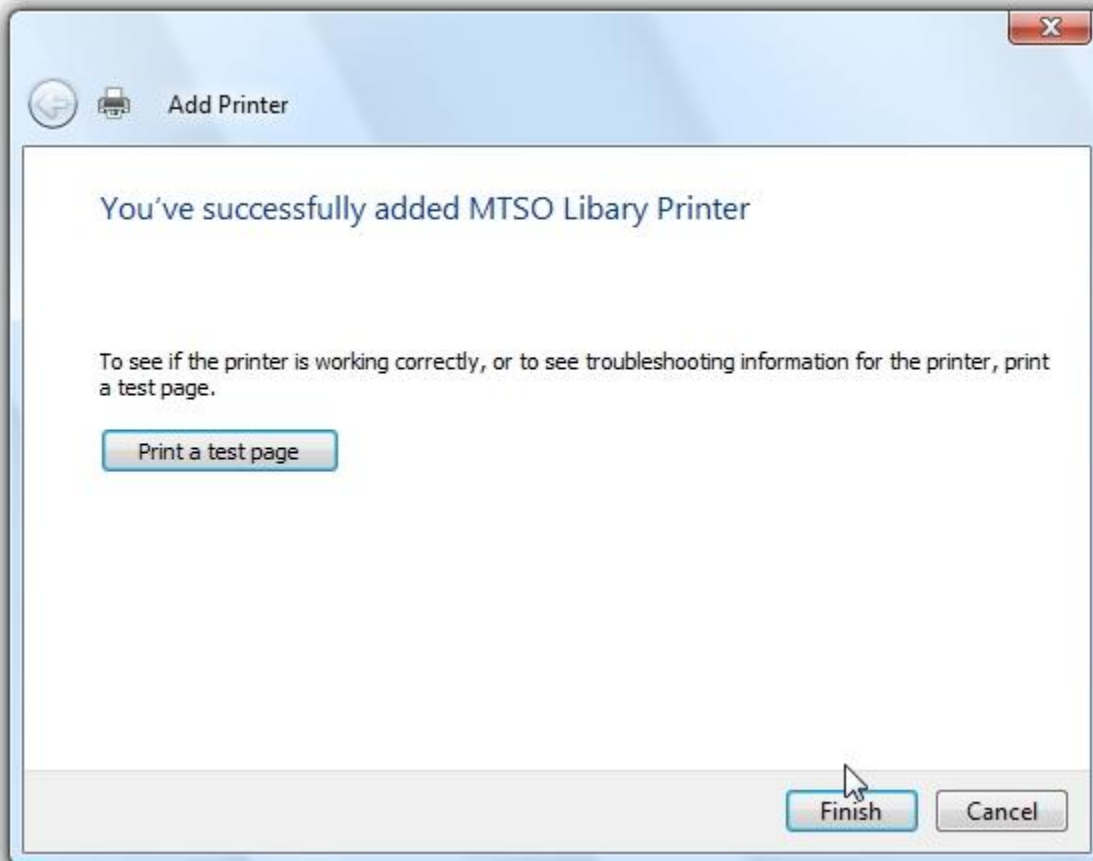 Add Printer
You've successfully added MTSO Libary Printer
To see if the printer is working correctly, or to see troubleshooting information for the printer, print
a test page.
Print a test page
Finish Cancel